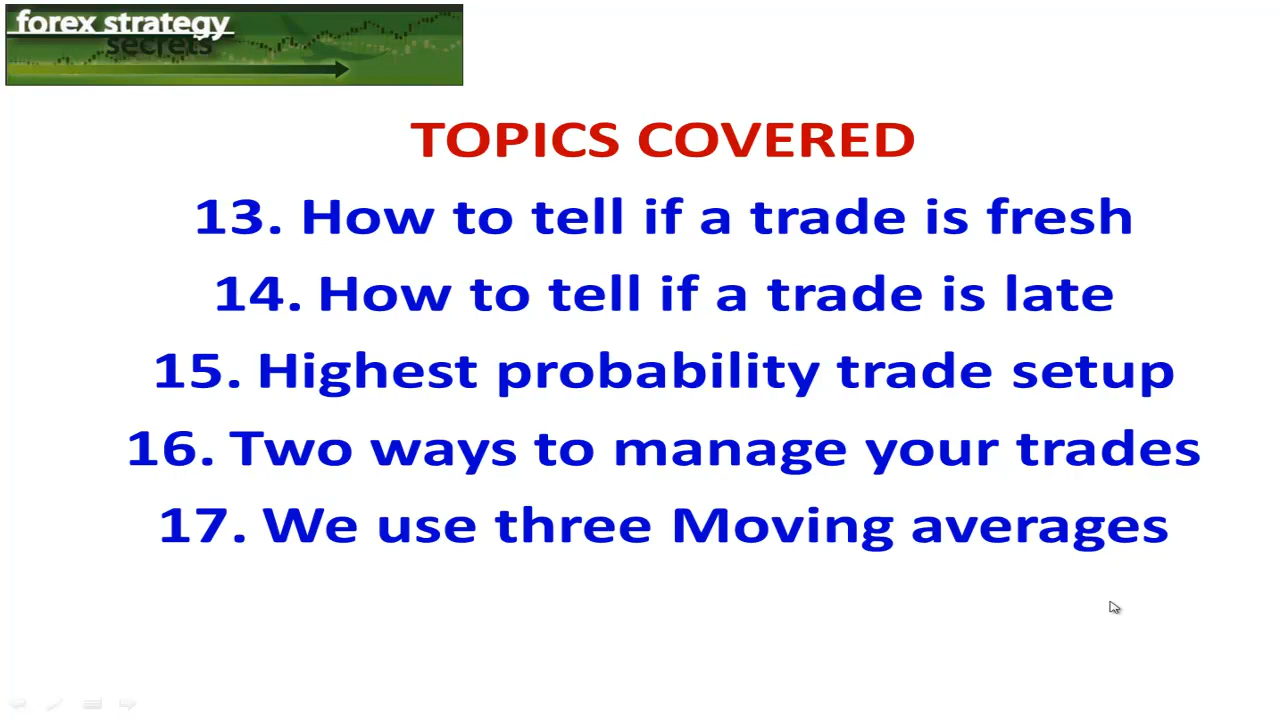 forex strategy
secrets
TOPICS COVERED
13. How to tell if a trade is fresh
14. How to tell if a trade is late
15. Highest probability trade setup
16. Two ways to manage your trades
17. We use three Moving averages